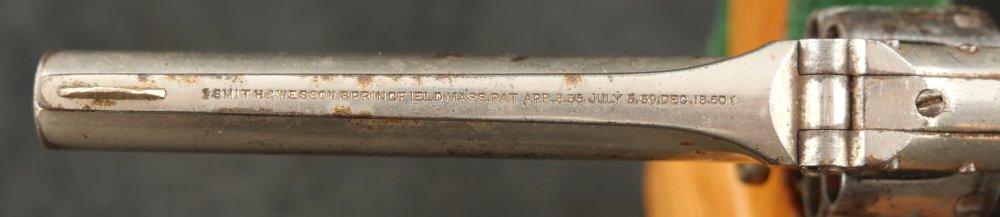 SMITH & WESSON SPRINGFIELD MASS. PAT. APR. 3.55 JULY 5.59. DEC. 18.60